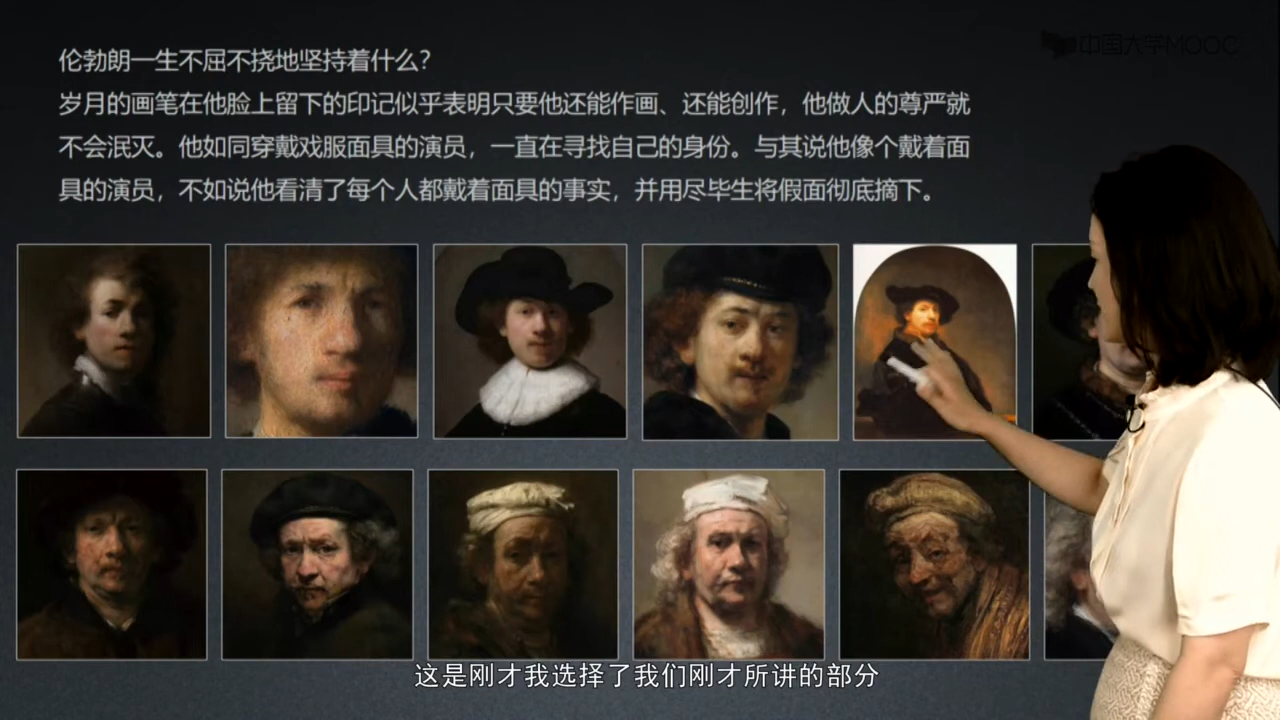 伦勃朗一生不屈不挠地坚持着什么？
中国大学MOOC
岁月的画笔在他脸上留下的印记似乎表明只要他还能作画、还能创作，他做人的尊严就
不会泯灭。他如同穿戴戏服面具的演员，一直在寻找自己的身份。与其说他像个戴着面
具的演员，不如说他看清了每个人都戴着面具的事实，并用尽毕生将假面彻底摘下。
这是刚才我选择了我们刚才所讲的部分